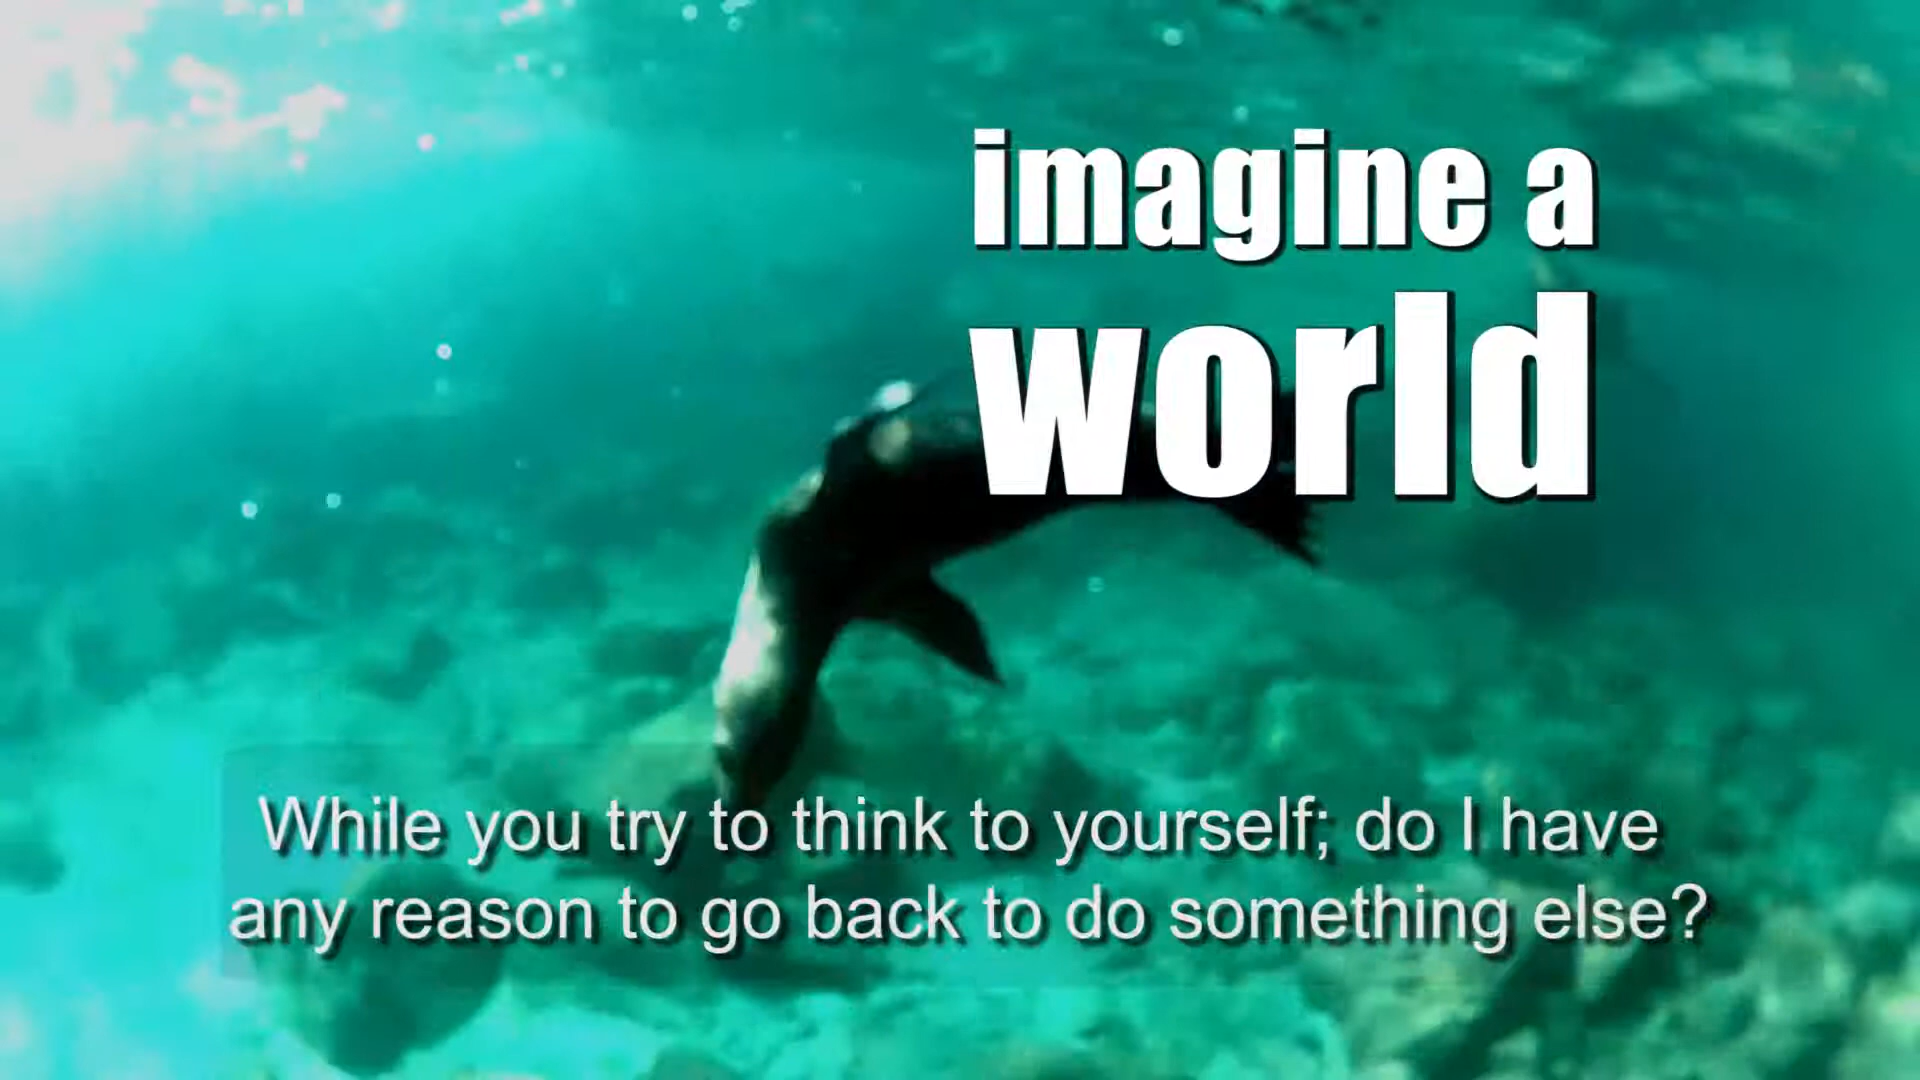 imagine a
world
While you try to think to yourself; do I have
any reason to go back to do something else?